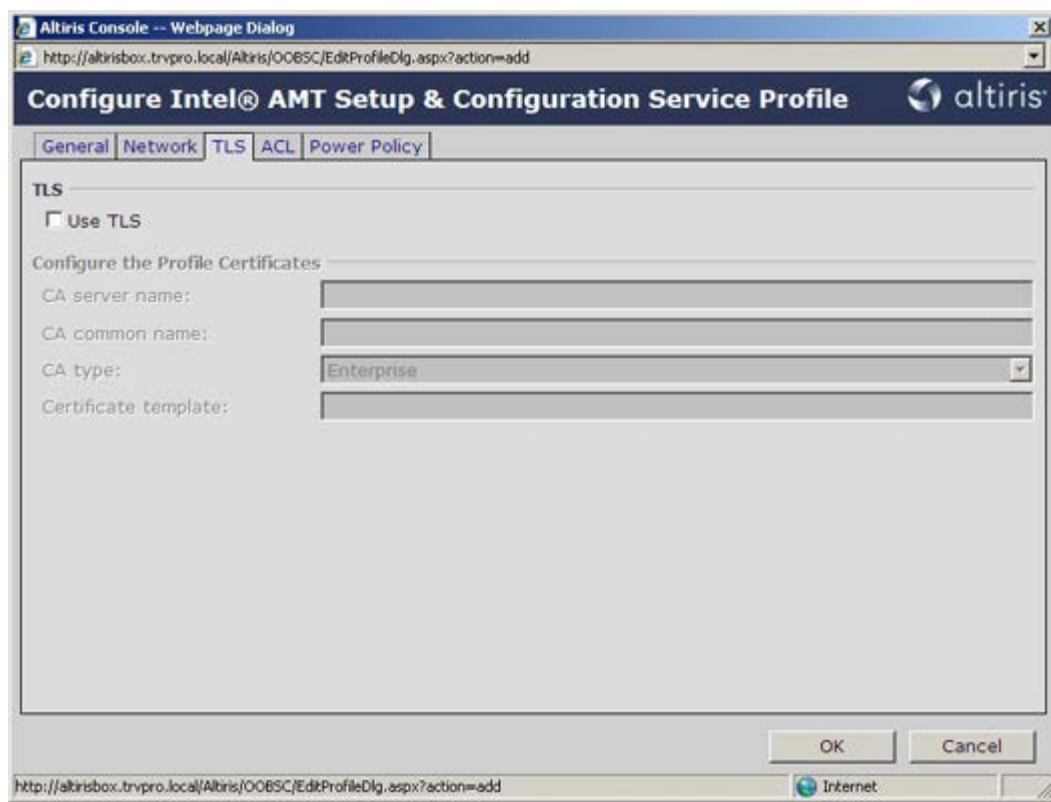 Altiris Console -- Webpage Dialog
http://altirisbox.trvpro.local/Altiris/OOBSC/EditProfileDlg.aspx?action=add
Configure Intel® AMT Setup & Configuration Service Profile altiris
General Network TLS ACL Power Policy
TLS
Use TLS
Configure the Profile Certificates
CA server name:
CA common name:
CA type: Enterprise
Certificate template:
OK Cancel
http://altirisbox.trvpro.local/Altiris/OOBSC/EditProfileDlg.aspx?action=add Internet